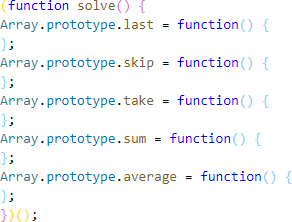 (function solve() {
Array.prototype.last = function() {
};
Array.prototype.skip = function() {
};
Array.prototype.take = function() {
};
Array.prototype.sum = function() {
};
Array.prototype.average = function() {
};
})();